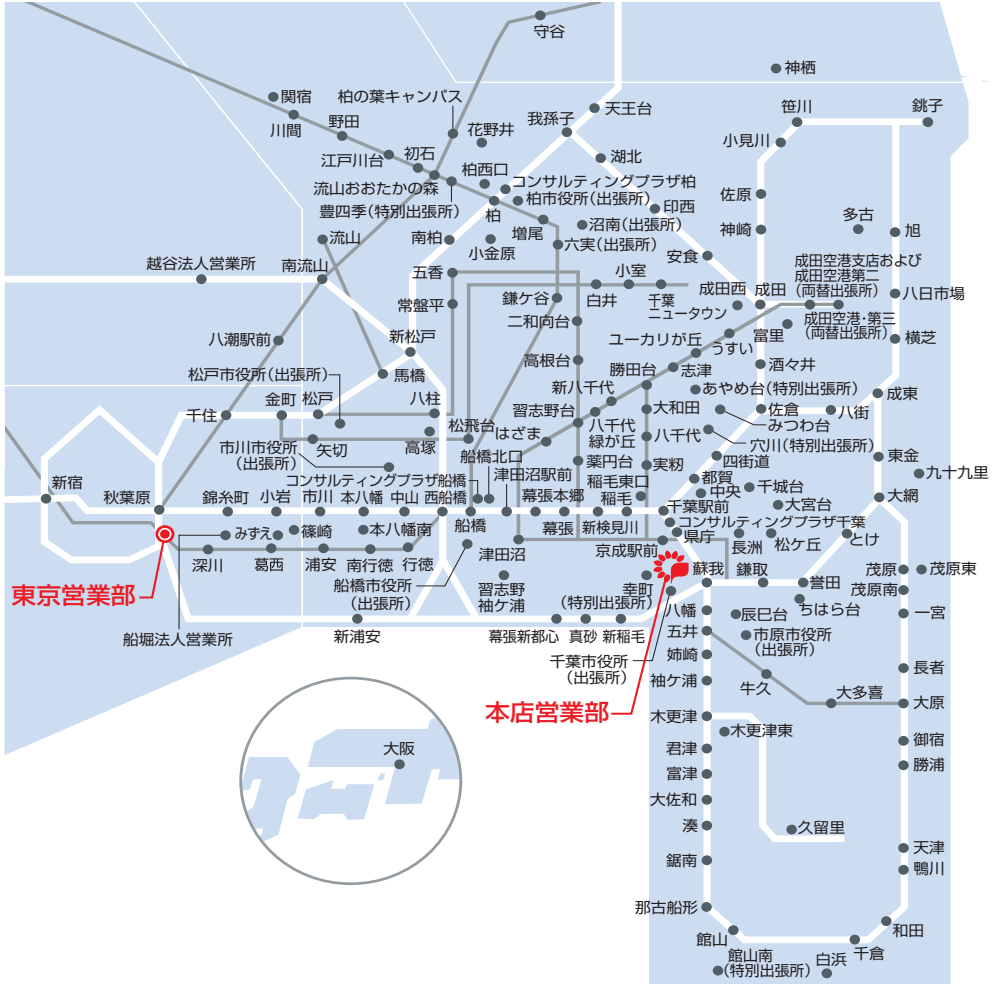 守谷
神栖
関宿
柏の葉キャンパス
天王台
笹川
銚子
川間
野田
花野井
我孫子
小見川
江戸川台
初石
柏西口
湖北
流山おおたかの森
コンサルティングプラザ柏
佐原
豊四季(特別出張所)
柏
柏市役所(出張所)
印西
多古
流山
南柏
増尾
沼南(出張所)
神崎
旭
小金原
六実(出張所)
越谷法人営業所
南流山
五香
小室
安食
成田空港支店および
成田空港第二
(両替出張所)
常盤平
鎌ケ谷
白井
千葉
ニュータウン
成田西
成田
八日市場
八潮駅前
新松戸
二和向台
ユーカリが丘
うすい
富里
成田空港・第三
(両替出張所)
横芝
松戸市役所(出張所)
馬橋
高根台
勝田台
志津
酒々井
新八千代
あやめ台(特別出張所)
成東
千住
金町
松戸
八柱
習志野台
大和田
佐倉
八街
みつわ台
矢切
高塚
松飛台
はざま
八千代
緑が丘
八千代
穴川(特別出張所)
市川市役所
(出張所)
船橋北口
薬円台
実籾
四街道
東金
コンサルティングプラザ船橋
津田沼駅前
稲毛東口
都賀
九十九里
新宿
秋葉原
錦糸町
小岩
市川
本八幡
中山
西船橋
幕張本郷
稲毛
中央
千城台
大網
船橋
幕張
新検見川
千葉駅前
大宮台
みずえ
篠崎
本八幡南
県庁
コンサルティングプラザ千葉
深川
葛西
浦安
南行徳
行徳
津田沼
京成駅前
長洲
松ケ丘
とけ
東京営業部
船橋市役所
(出張所)
習志野
袖ケ浦
幸町
(特別出張所)
蘇我
鎌取
誉田
茂原
茂原東
茂原南
船堀法人営業所
新浦安
幕張新都心
真砂
新稲毛
八幡
辰巳台
ちはら台
一宮
千葉市役所
(出張所)
五井
市原市役所
(出張所)
姉崎
長者
袖ケ浦
牛久
大多喜
大原
本店営業部
木更津
木更津東
御宿
大阪
君津
勝浦
富津
大佐和
湊
久留里
天津
鋸南
鴨川
那古船形
和田
館山
千倉
館山南
(特別出張所)
白浜